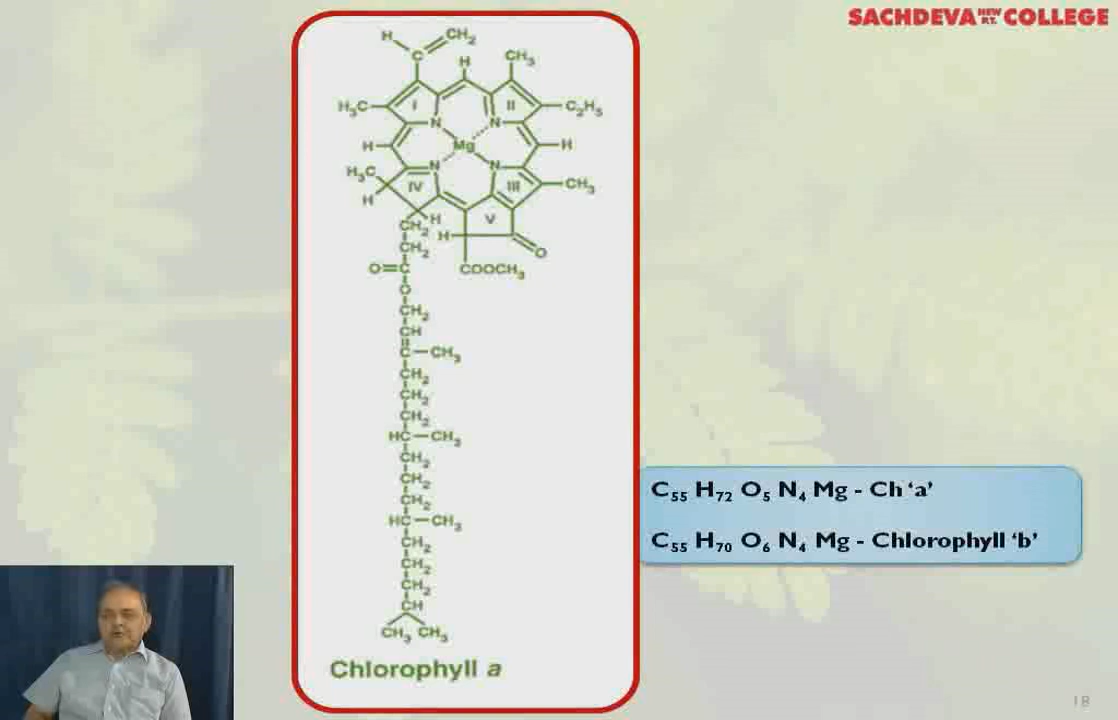 SACHDEVA NEW P.T. COLLEGE
H CH₂
C
H CH₃
H₃C I II C₂H₅
N N
H Mg H
H₃C N N
IV III CH₃
H
H V
CH₂ H O
CH₂
O=C COOCH₃
O
CH₂
CH
C—CH₃
CH₂
CH₂
CH₂
HC—CH₃
CH₂
CH₂
CH₂
HC—CH₃
CH₂
CH₂
CH₂
CH
CH₃ CH₃
Chlorophyll a
C₅₅ H₇₂ O₅ N₄ Mg - Ch ‘a’
C₅₅ H₇₀ O₆ N₄ Mg - Chlorophyll ‘b’
18